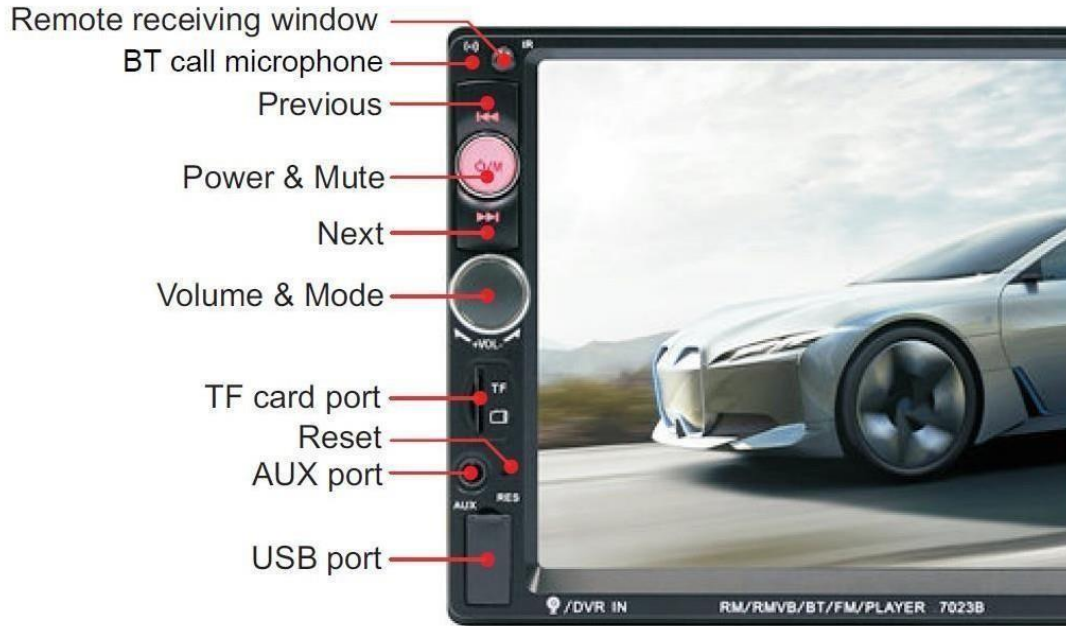 Remote receiving window
IR
BT call microphone
Previous
Power & Mute
⏻/M
Next
Volume & Mode
+VOL-
TF card port
TF
Reset
AUX port
AUX
RES
USB port
/DVR IN
RM/RMVB/BT/FM/PLAYER 7023B